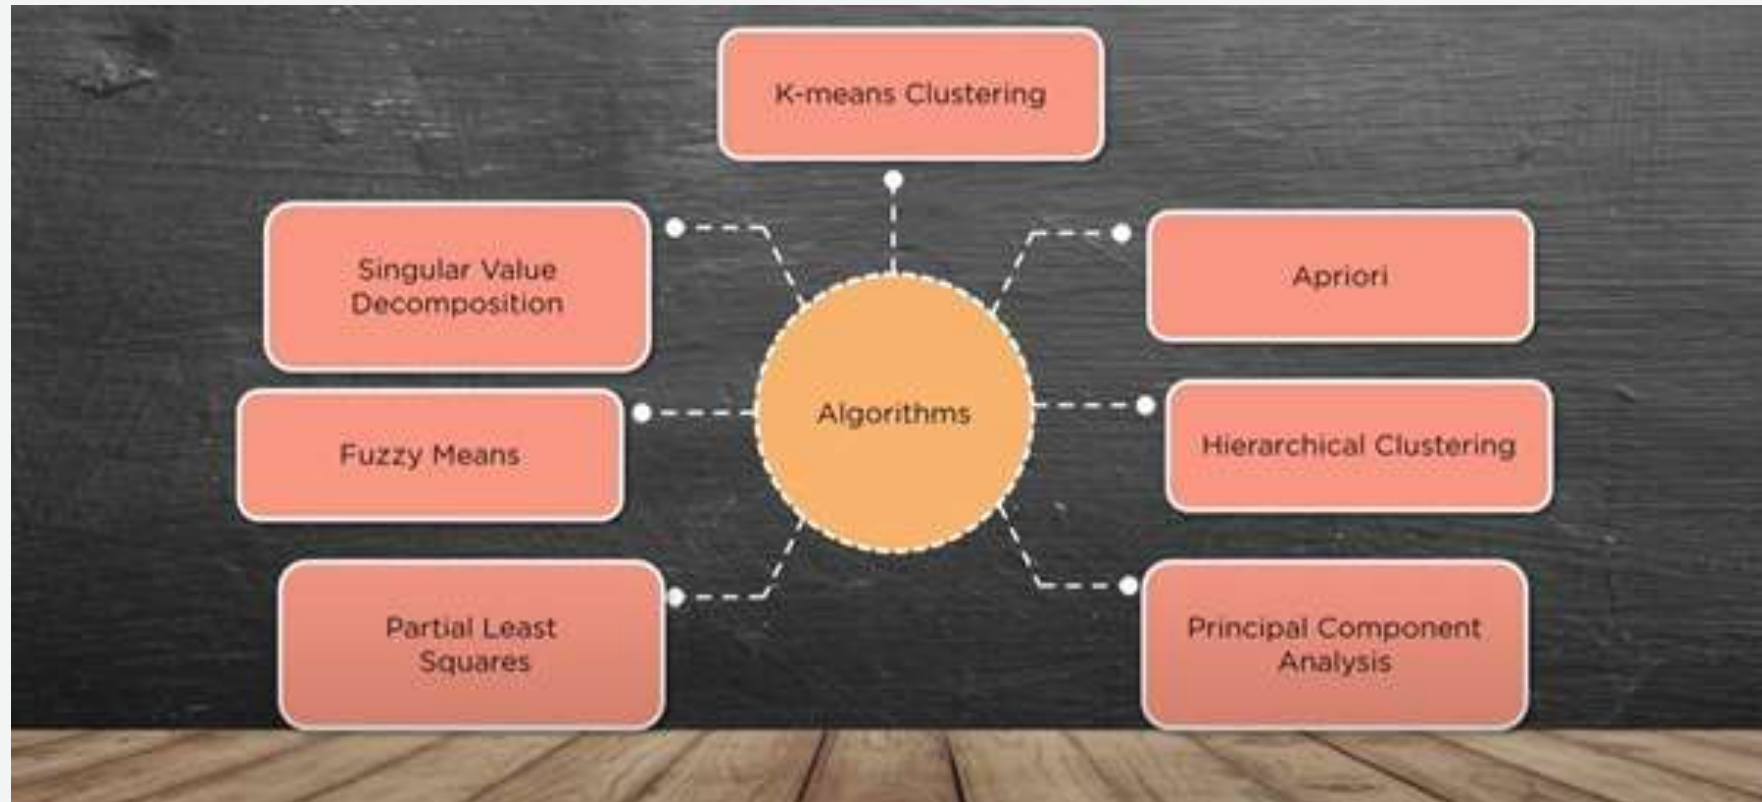 K-means Clustering
Singular Value
Decomposition
Apriori
Algorithms
Fuzzy Means
Hierarchical Clustering
Partial Least
Squares
Principal Component
Analysis